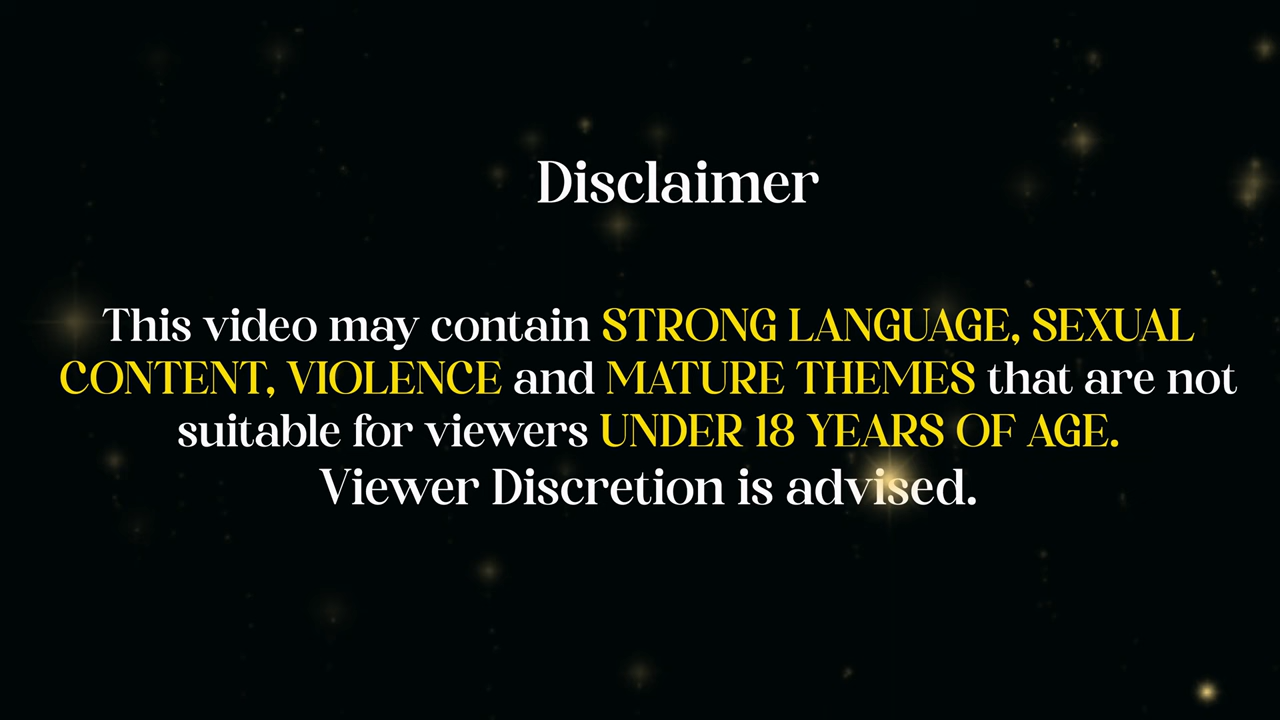 Disclaimer
This video may contain STRONG LANGUAGE, SEXUAL
CONTENT, VIOLENCE and MATURE THEMES that are not
suitable for viewers UNDER 18 YEARS OF AGE.
Viewer Discretion is advised.